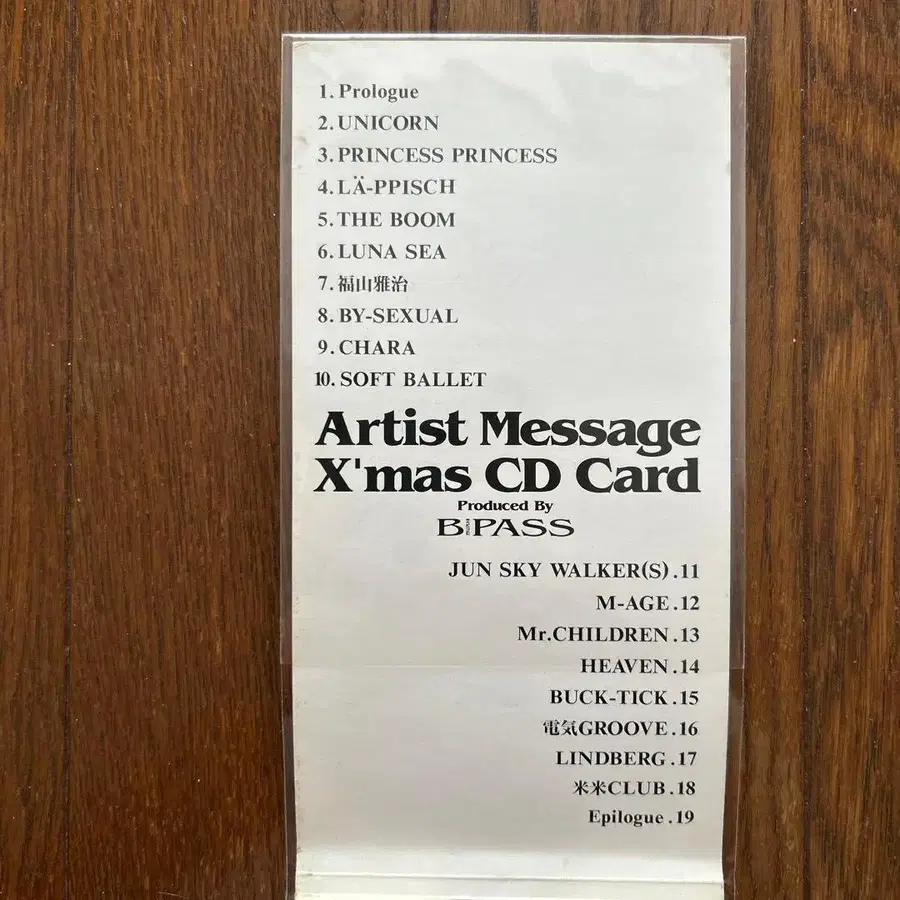 1. Prologue
2. UNICORN
3. PRINCESS PRINCESS
4. LÄ-PPISCH
5. THE BOOM
6. LUNA SEA
7. 福山雅治
8. BY-SEXUAL
9. CHARA
10. SOFT BALLET
Artist Message
X'mas CD Card
Produced By
B PASS
JUN SKY WALKER(S).11
M-AGE.12
Mr.CHILDREN.13
HEAVEN.14
BUCK-TICK.15
電気GROOVE.16
LINDBERG.17
米米CLUB.18
Epilogue.19